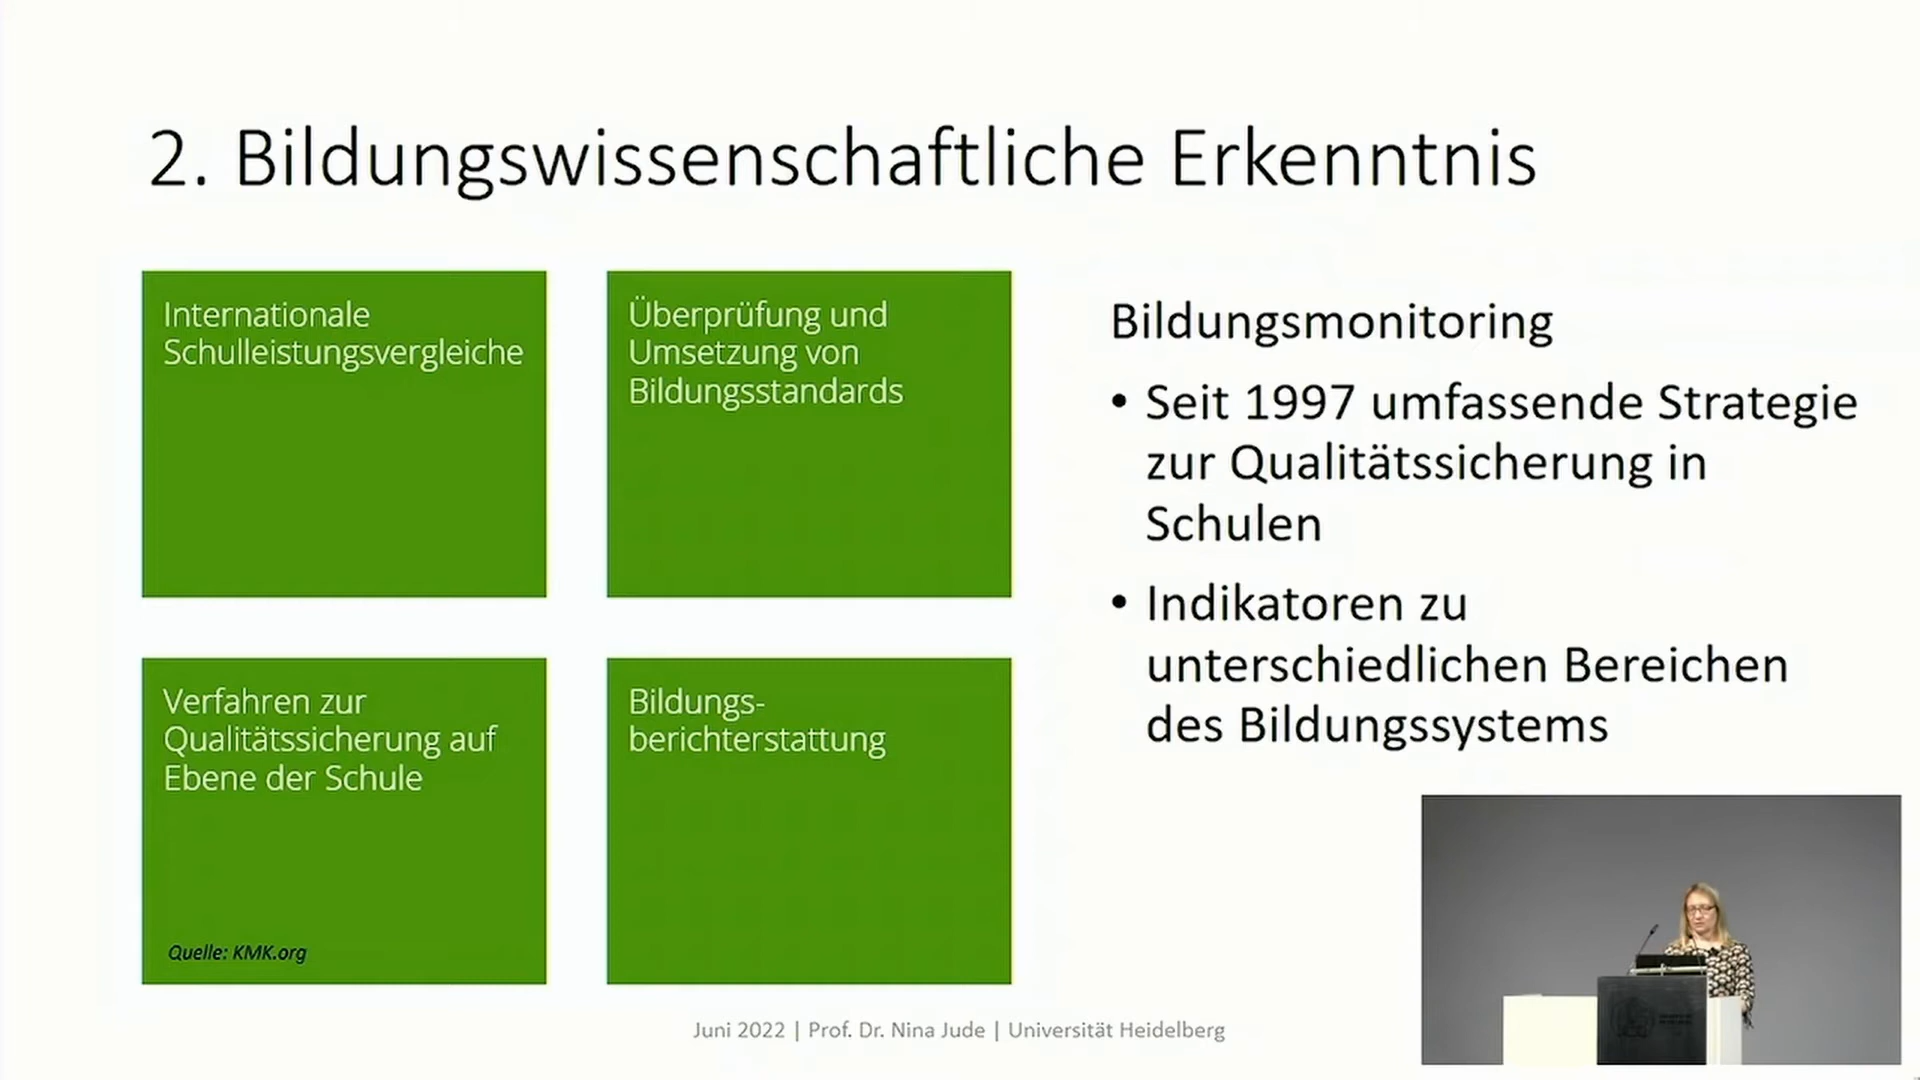 2. Bildungswissenschaftliche Erkenntnis
Internationale
Schulleistungsvergleiche
Überprüfung und
Umsetzung von
Bildungsstandards
Verfahren zur
Qualitätssicherung auf
Ebene der Schule
Quelle: KMK.org
Bildungs-
berichterstattung
Bildungsmonitoring
• Seit 1997 umfassende Strategie
zur Qualitätssicherung in
Schulen
• Indikatoren zu
unterschiedlichen Bereichen
des Bildungssystems
Juni 2022 | Prof. Dr. Nina Jude | Universität Heidelberg